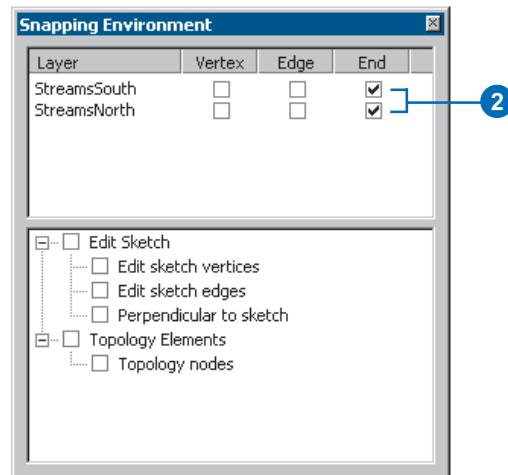 Snapping Environment
Layer Vertex Edge End
StreamsSouth
StreamsNorth
2
Edit Sketch
Edit sketch vertices
Edit sketch edges
Perpendicular to sketch
Topology Elements
Topology nodes